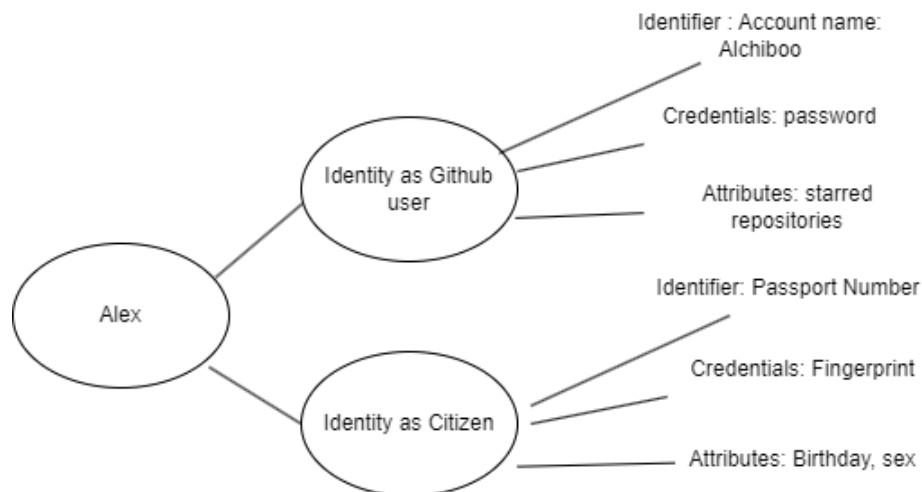 Identifier : Account name:
Alchiboo
Credentials: password
Identity as Github
user
Attributes: starred
repositories
Alex
Identifier: Passport Number
Credentials: Fingerprint
Identity as Citizen
Attributes: Birthday, sex